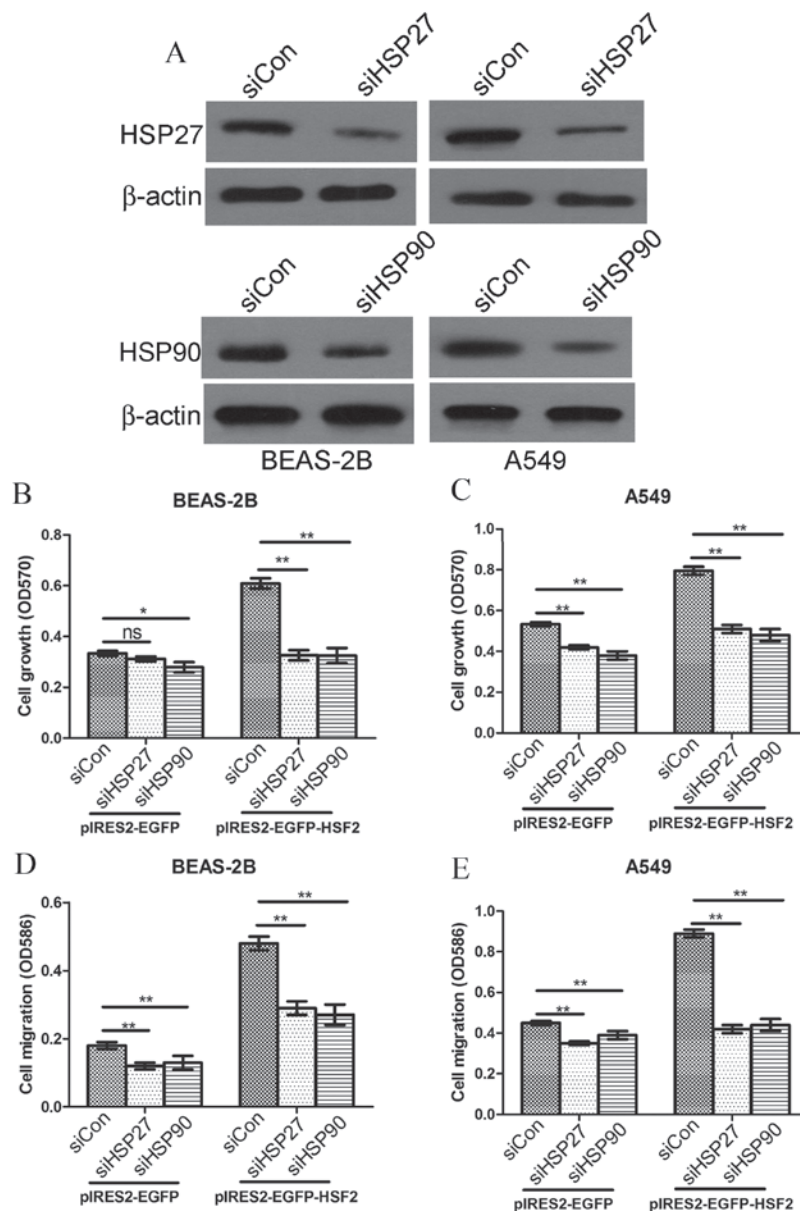 A
siCon siHSP27 siCon siHSP27
HSP27
β-actin
siCon siHSP90 siCon siHSP90
HSP90
β-actin
BEAS-2B A549
B
BEAS-2B
Cell growth (OD570)
0.8
0.6
0.4
0.2
0.0
*
ns
**
**
siCon siHSP27 siHSP90 siCon siHSP27 siHSP90
pIRES2-EGFP pIRES2-EGFP-HSF2
C
A549
Cell growth (OD570)
1.0
0.8
0.6
0.4
0.2
0.0
**
**
**
**
siCon siHSP27 siHSP90 siCon siHSP27 siHSP90
pIRES2-EGFP pIRES2-EGFP-HSF2
D
BEAS-2B
Cell migration (OD586)
0.6
0.4
0.2
0.0
**
**
**
**
siCon siHSP27 siHSP90 siCon siHSP27 siHSP90
pIRES2-EGFP pIRES2-EGFP-HSF2
E
A549
Cell migration (OD586)
1.0
0.8
0.6
0.4
0.2
0.0
**
**
**
**
siCon siHSP27 siHSP90 siCon siHSP27 siHSP90
pIRES2-EGFP pIRES2-EGFP-HSF2